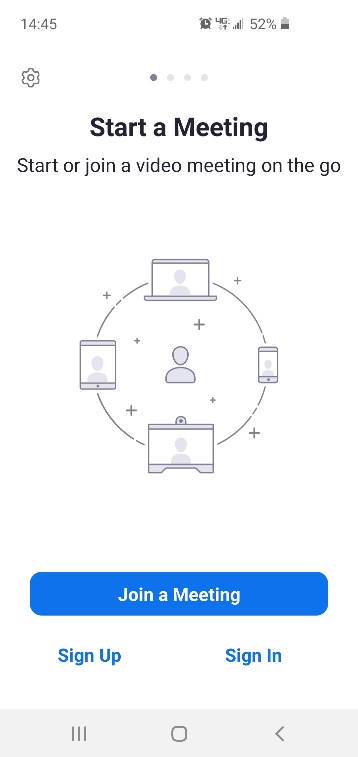 14:45
4G
52%
Start a Meeting
Start or join a video meeting on the go
Join a Meeting
Sign Up
Sign In